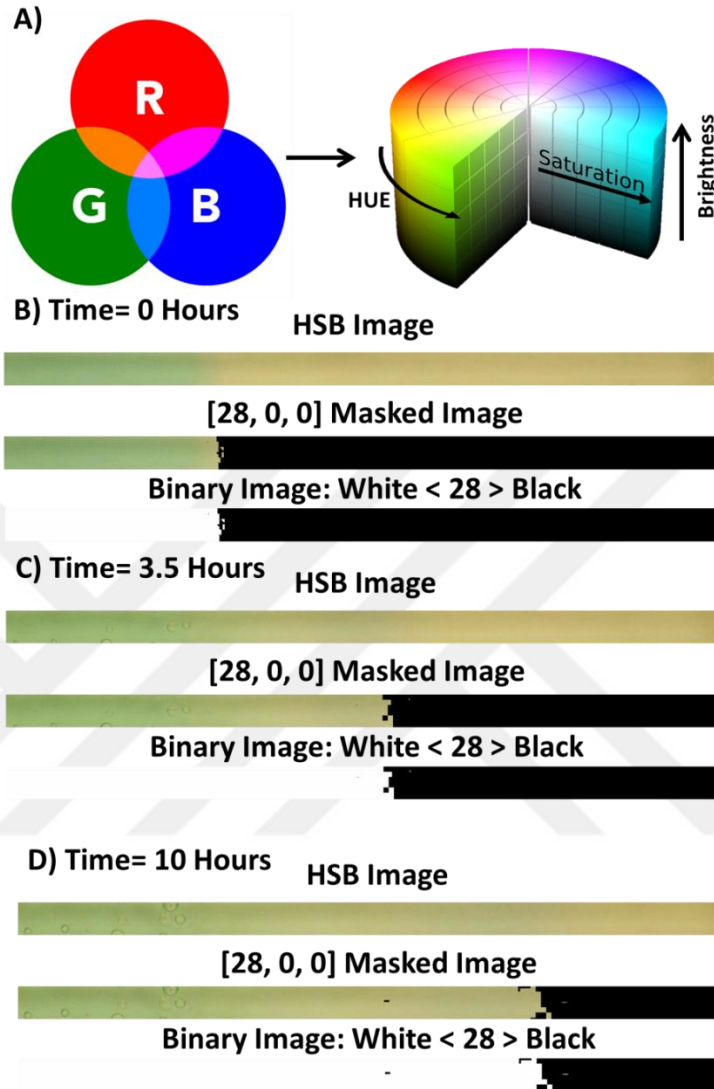 A)
R
G B
HUE
Saturation
Brightness
B) Time= 0 Hours
HSB Image
[28, 0, 0] Masked Image
Binary Image: White < 28 > Black
C) Time= 3.5 Hours
HSB Image
[28, 0, 0] Masked Image
Binary Image: White < 28 > Black
D) Time= 10 Hours
HSB Image
[28, 0, 0] Masked Image
Binary Image: White < 28 > Black